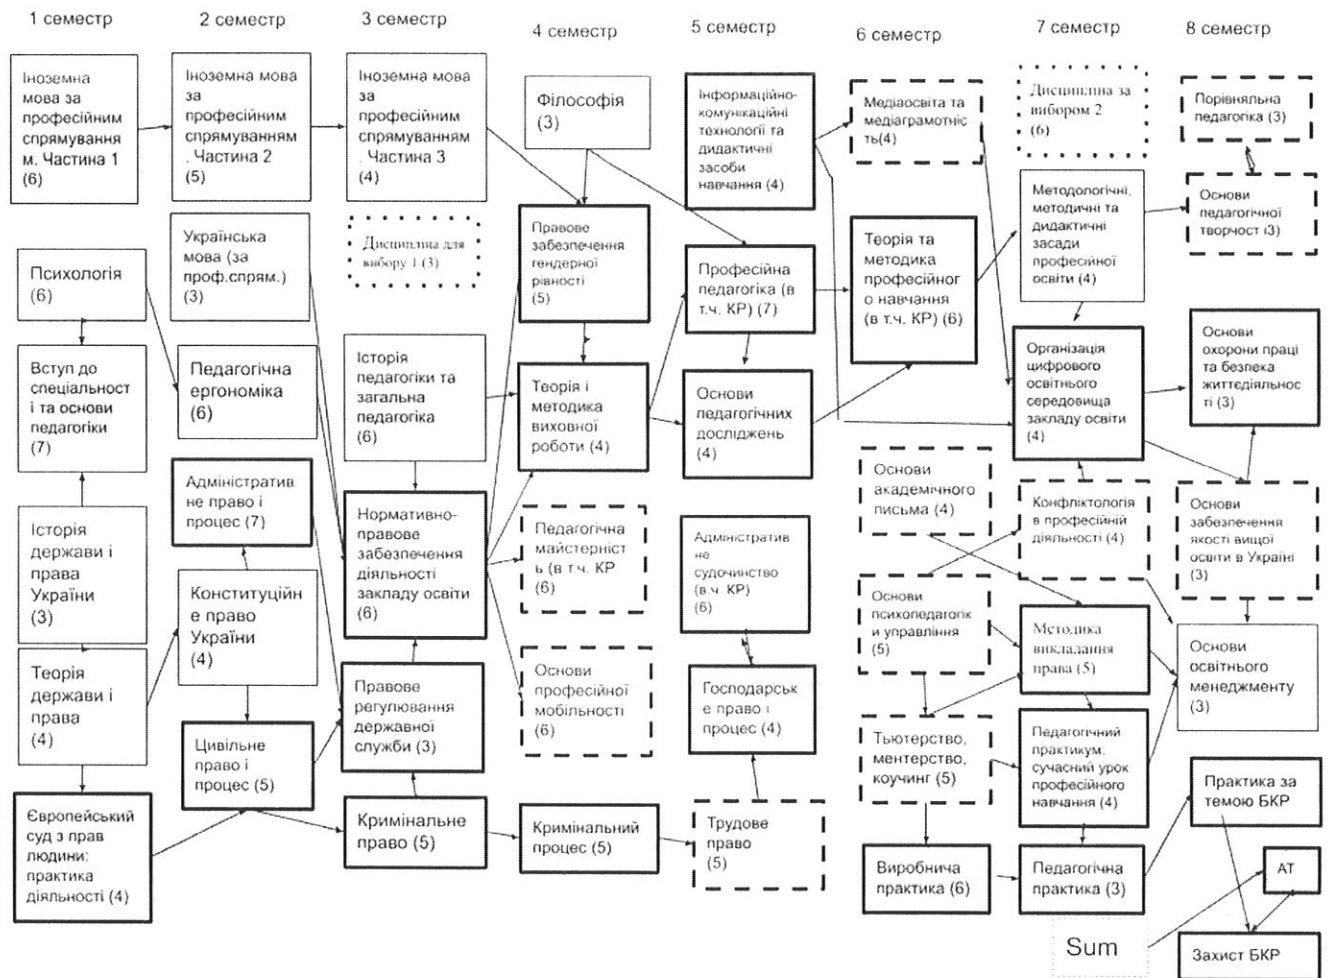 1 семестр
2 семестр
3 семестр
4 семестр
5 семестр
6 семестр
7 семестр
8 семестр
Іноземна
мова за
професійним
спрямування
м. Частина 1
(6)
Психологія
(6)
Вступ до
спеціальност
і та основи
педагогіки
(7)
Історія
держави і
права
України
(3)
Теорія
держави і
права
(4)
Європейський
суд з прав
людини:
практика
діяльності (4)
Іноземна мова
за
професійним
спрямуванням
. Частина 2
(5)
Українська
мова (за
проф.спрям.)
(3)
Педагогічна
ергономіка
(6)
Адміністратив
не право і
процес (7)
Конституційн
е право
України
(4)
Цивільне
право і
процес (5)
Іноземна мова
за
професійним
спрямуванням
. Частина 3
(4)
Дисципліна для
вибору 1 (3)
Історія
педагогіки та
загальна
педагогіка
(6)
Нормативно-
правове
забезпечення
діяльності
закладу освіти
(6)
Правове
регулювання
державної
служби (3)
Кримінальне
право (5)
Філософія
(3)
Правове
забезпечення
гендерної
рівності
(5)
Теорія і
методика
виховної
роботи (4)
Педагогічна
майстерніст
ь (в т.ч. КР
(6)
Основи
професійної
мобільності
(6)
Кримінальний
процес (5)
Інформаційно-
комунікаційні
технології та
дидактичні
засоби
навчання (4)
Професійна
педагогіка (в
т.ч. КР) (7)
Основи
педагогічних
досліджень
(4)
Адміністратив
не
судочинство
(в.ч. КР)
(6)
Господарськ
е право і
процес (4)
Трудове
право
(5)
Медіаосвіта та
медіаграмотніс
ть(4)
Теорія та
методика
професійног
о навчання
(в т.ч. КР) (6)
Основи
академічного
письма (4)
Основи
психопедагогік
и управління
(5)
Тьютерство,
ментерство,
коучинг (5)
Виробнича
практика (6)
Дисципліна за
вибором 2
(6)
Методологічні,
методичні та
дидактичні
засади
професійної
освіти (4)
Організація
цифрового
освітнього
середовища
закладу освіти
(4)
Конфліктологія
в професійній
діяльності (4)
Методика
викладання
права (5)
Педагогічний
практикум:
сучасний урок
професійного
навчання (4)
Педагогічна
практика (3)
Sum
Порівняльна
педагогіка (3)
Основи
педагогічної
творчост і3)
Основи
охорони праці
та безпека
життєдіяльнос
ті (3)
Основи
забезпечення
якості вищої
освіти в Україні
(3)
Основи
освітнього
менеджменту
(3)
Практика за
темою БКР
АТ
Захист БКР